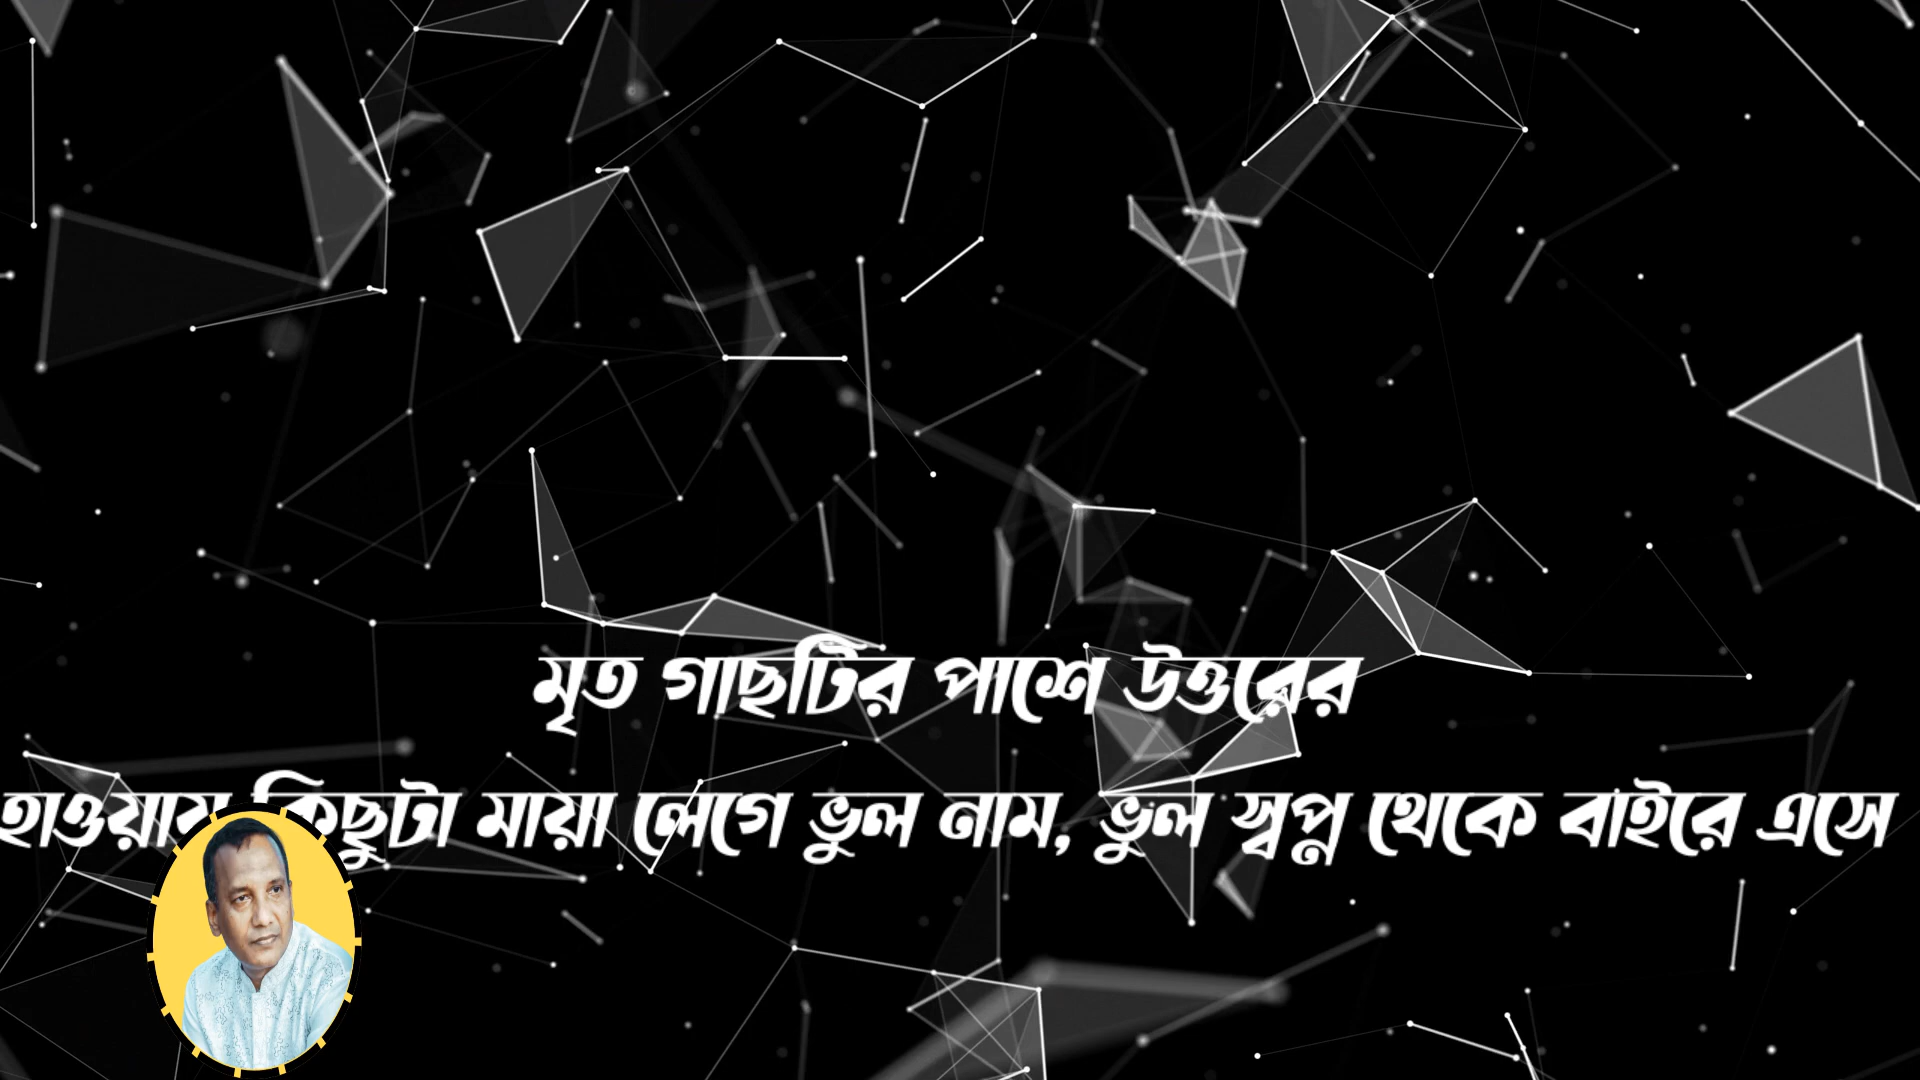 মৃত গাছটির পাশে উত্তরের
হাওয়ায় কিছুটা মায়া লেগে ভুল নাম, ভুল স্বপ্ন থেকে বাইরে এসে